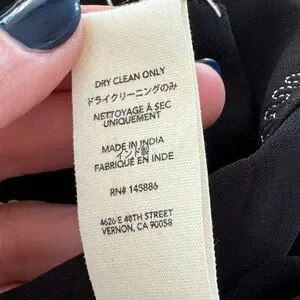 DRY CLEAN ONLY
ドライクリーニングのみ
NETTOYAGE À SEC
UNIQUEMENT
MADE IN INDIA
インド製
FABRIQUÉ EN INDE
RN# 145886
4626 E 48TH STREET
VERNON, CA 90058